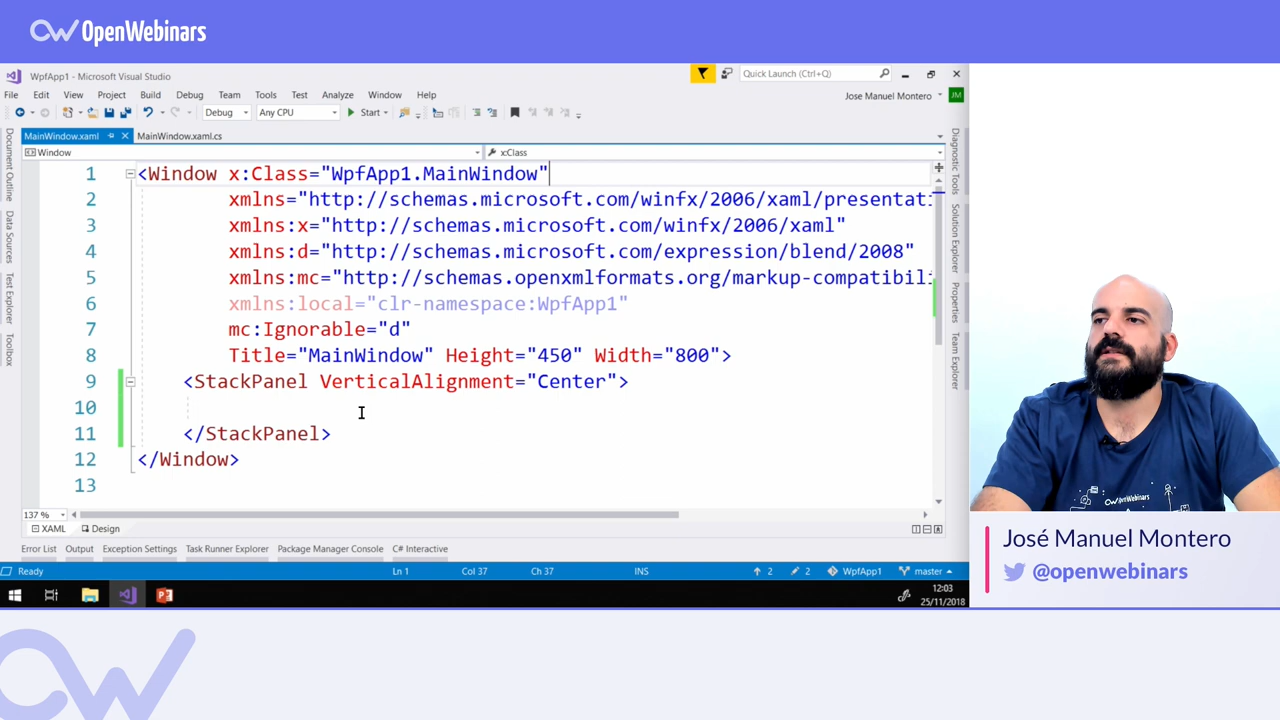 OpenWebinars
WpfApp1 - Microsoft Visual Studio
Quick Launch (Ctrl+Q)
File Edit View Project Build Debug Team Tools Test Analyze Window Help
Jose Manuel Montero
JM
Debug
Any CPU
Start
MainWindow.xaml
MainWindow.xaml.cs
Window
x:Class
Document Outline
Data Sources
Test Explorer
Toolbox
1 <Window x:Class="WpfApp1.MainWindow"
2 xmlns="http://schemas.microsoft.com/winfx/2006/xaml/presentati
3 xmlns:x="http://schemas.microsoft.com/winfx/2006/xaml"
4 xmlns:d="http://schemas.microsoft.com/expression/blend/2008"
5 xmlns:mc="http://schemas.openxmlformats.org/markup-compatibili
6 xmlns:local="clr-namespace:WpfApp1"
7 mc:Ignorable="d"
8 Title="MainWindow" Height="450" Width="800">
9 <StackPanel VerticalAlignment="Center">
10
11 </StackPanel>
12 </Window>
13
Diagnostic Tools
Solution Explorer
Properties
Team Explorer
137 %
XAML Design
Error List Output Exception Settings Task Runner Explorer Package Manager Console C# Interactive
Ready Ln 1 Col 37 Ch 37 INS 2 2 WpfApp1 master
12:03
25/11/2018
OpenWebinars
José Manuel Montero
@openwebinars